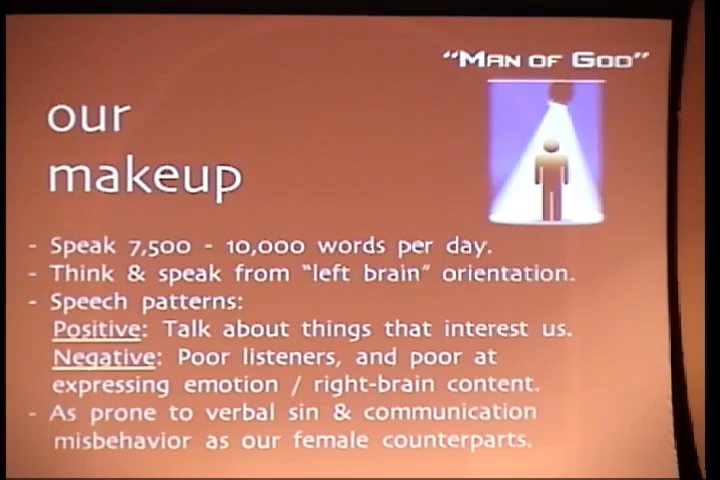 "MAN OF GOD"
our
makeup
- Speak 7,500 - 10,000 words per day.
- Think & speak from "left brain" orientation.
- Speech patterns:
Positive: Talk about things that interest us.
Negative: Poor listeners, and poor at
expressing emotion / right-brain content.
- As prone to verbal sin & communication
misbehavior as our female counterparts.